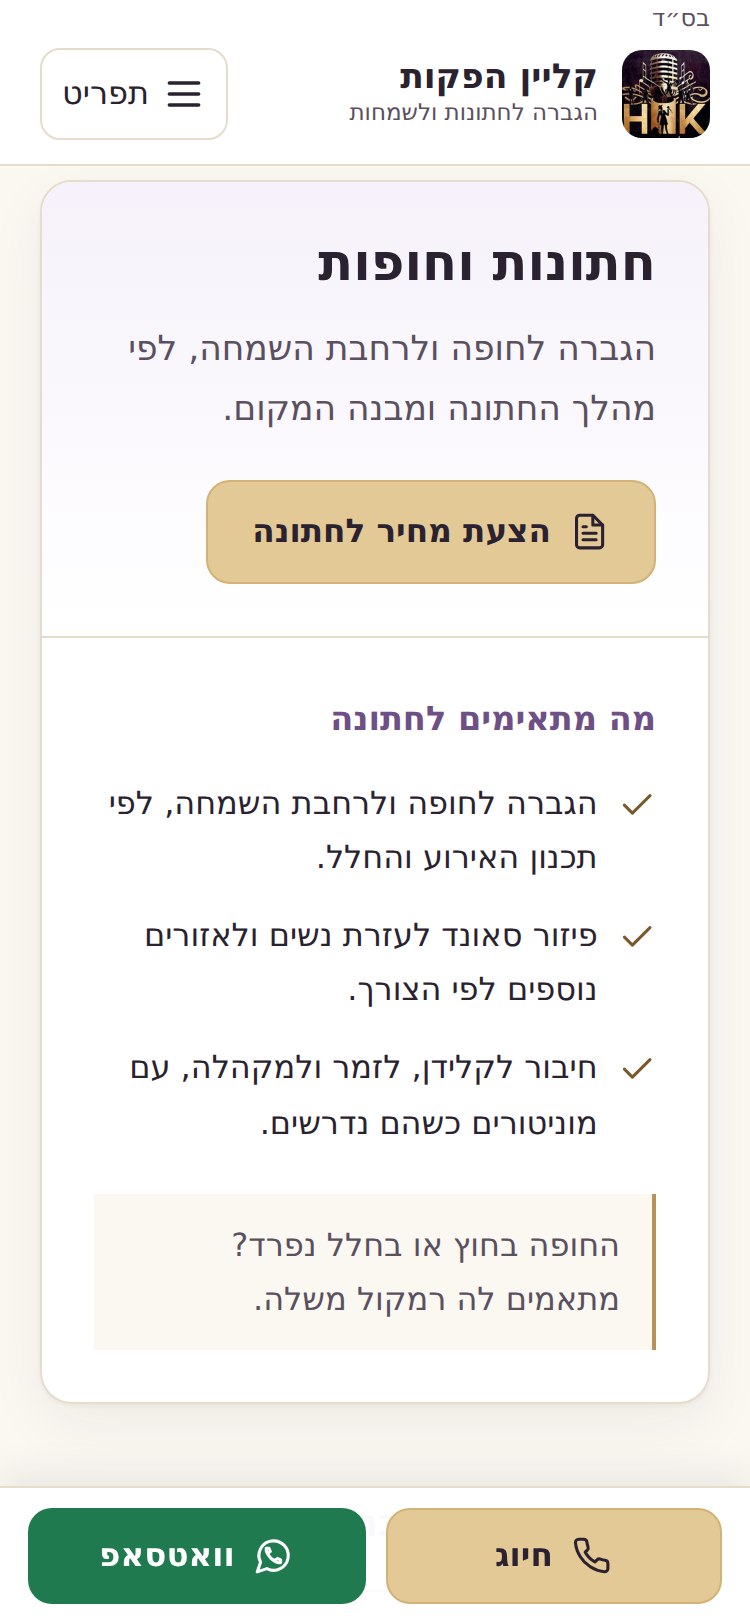 בס״ד
קליין הפקות
הגברה לחתונות ולשמחות
תפריט
HK
חתונות וחופות
הגברה לחופה ולרחבת השמחה, לפי
מהלך החתונה ומבנה המקום.
הצעת מחיר לחתונה
מה מתאימים לחתונה
הגברה לחופה ולרחבת השמחה, לפי
תכנון האירוע והחלל.
פיזור סאונד לעזרת נשים ולאזורים
נוספים לפי הצורך.
חיבור לקלידן, לזמר ולמקהלה, עם
מוניטורים כשהם נדרשים.
החופה בחוץ או בחלל נפרד?
מתאמים לה רמקול משלה.
חיוג
וואטסאפ